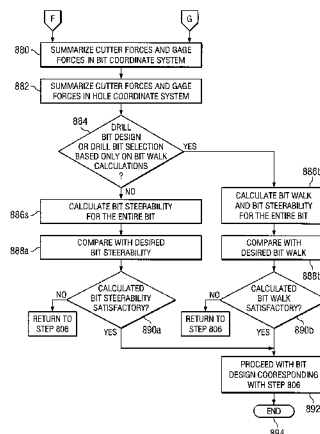 F
G
880
SUMMARIZE CUTTER FORCES AND GAGE
FORCES IN BIT COORDINATE SYSTEM
882
SUMMARIZE CUTTER FORCES AND GAGE
FORCES IN HOLE COORDINATE SYSTEM
884
DRILL
BIT DESIGN
OR DRILL BIT SELECTION
BASED ONLY ON BIT WALK
CALCULATIONS
?
YES
NO
886a
CALCULATE BIT STEERABILITY
FOR THE ENTIRE BIT
888b
CALCULATE BIT WALK
AND BIT STEERABILITY
FOR THE ENTIRE BIT
888a
COMPARE WITH DESIRED
BIT STEERABILITY
COMPARE WITH
DESIRED BIT WALK
888b
CALCULATED
BIT STEERABILITY
SATISFACTORY?
NO
890a
YES
RETURN TO
STEP 806
CALCULATED
BIT WALK
SATISFACTORY?
NO
890b
YES
RETURN TO
STEP 806
PROCEED WITH BIT
DESIGN COORESPONDING
WITH STEP 806
892
END
894